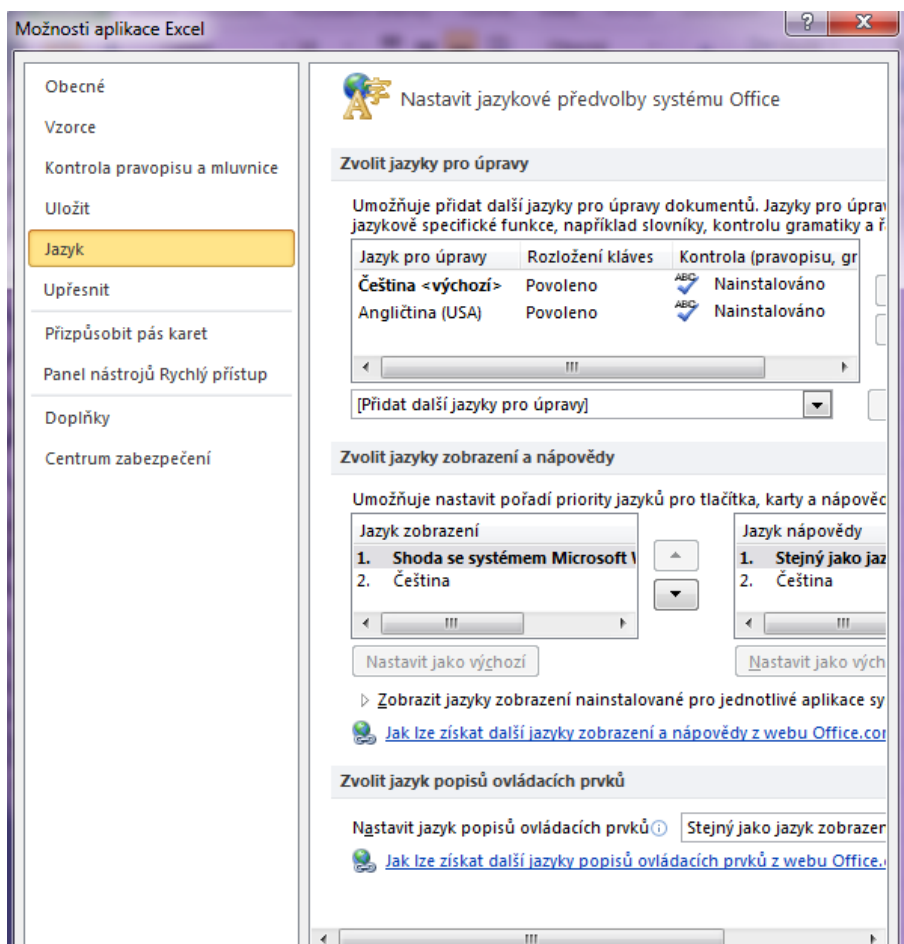 Možnosti aplikace Excel
Obecné
Vzorce
Kontrola pravopisu a mluvnice
Uložit
Jazyk
Upřesnit
Přizpůsobit pás karet
Panel nástrojů Rychlý přístup
Doplňky
Centrum zabezpečení
Nastavit jazykové předvolby systému Office
Zvolit jazyky pro úpravy
Umožňuje přidat další jazyky pro úpravy dokumentů. Jazyky pro úprav
jazykově specifické funkce, například slovníky, kontrolu gramatiky a ř
Jazyk pro úpravy Rozložení kláves Kontrola (pravopisu, gr
Čeština <výchozí> Povoleno Nainstalováno
Angličtina (USA) Povoleno Nainstalováno
[Přidat další jazyky pro úpravy]
Zvolit jazyky zobrazení a nápovědy
Umožňuje nastavit pořadí priority jazyků pro tlačítka, karty a nápověd
Jazyk zobrazení Jazyk nápovědy
1. Shoda se systémem Microsoft 1. Stejný jako jaz
2. Čeština 2. Čeština
Nastavit jako výchozí Nastavit jako vých
Zobrazit jazyky zobrazení nainstalované pro jednotlivé aplikace sy
Jak lze získat další jazyky zobrazení a nápovědy z webu Office.cor
Zvolit jazyk popisů ovládacích prvků
Nastavit jazyk popisů ovládacích prvků Stejný jako jazyk zobrazen
Jak lze získat další jazyky popisů ovládacích prvků z webu Office.